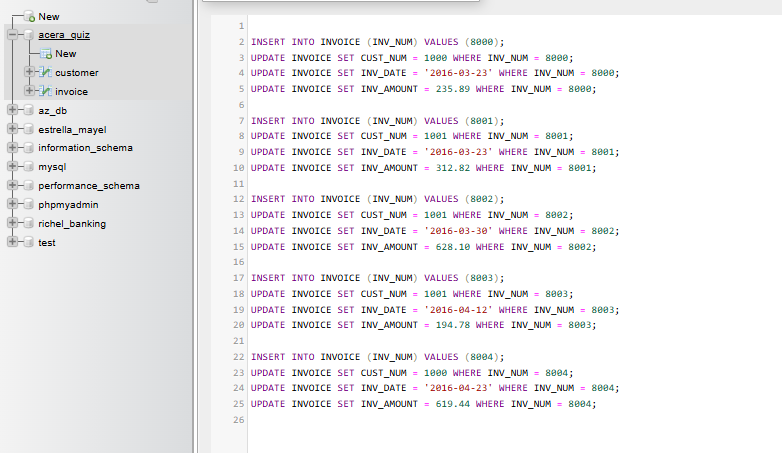 New
acera_quiz
New
customer
invoice
az_db
estrella_mayel
information_schema
mysql
performance_schema
phpmyadmin
richel_banking
test
1
2 INSERT INTO INVOICE (INV_NUM) VALUES (8000);
3 UPDATE INVOICE SET CUST_NUM = 1000 WHERE INV_NUM = 8000;
4 UPDATE INVOICE SET INV_DATE = '2016-03-23' WHERE INV_NUM = 8000;
5 UPDATE INVOICE SET INV_AMOUNT = 235.89 WHERE INV_NUM = 8000;
6
7 INSERT INTO INVOICE (INV_NUM) VALUES (8001);
8 UPDATE INVOICE SET CUST_NUM = 1001 WHERE INV_NUM = 8001;
9 UPDATE INVOICE SET INV_DATE = '2016-03-23' WHERE INV_NUM = 8001;
10 UPDATE INVOICE SET INV_AMOUNT = 312.82 WHERE INV_NUM = 8001;
11
12 INSERT INTO INVOICE (INV_NUM) VALUES (8002);
13 UPDATE INVOICE SET CUST_NUM = 1001 WHERE INV_NUM = 8002;
14 UPDATE INVOICE SET INV_DATE = '2016-03-30' WHERE INV_NUM = 8002;
15 UPDATE INVOICE SET INV_AMOUNT = 628.10 WHERE INV_NUM = 8002;
16
17 INSERT INTO INVOICE (INV_NUM) VALUES (8003);
18 UPDATE INVOICE SET CUST_NUM = 1001 WHERE INV_NUM = 8003;
19 UPDATE INVOICE SET INV_DATE = '2016-04-12' WHERE INV_NUM = 8003;
20 UPDATE INVOICE SET INV_AMOUNT = 194.78 WHERE INV_NUM = 8003;
21
22 INSERT INTO INVOICE (INV_NUM) VALUES (8004);
23 UPDATE INVOICE SET CUST_NUM = 1000 WHERE INV_NUM = 8004;
24 UPDATE INVOICE SET INV_DATE = '2016-04-23' WHERE INV_NUM = 8004;
25 UPDATE INVOICE SET INV_AMOUNT = 619.44 WHERE INV_NUM = 8004;
26